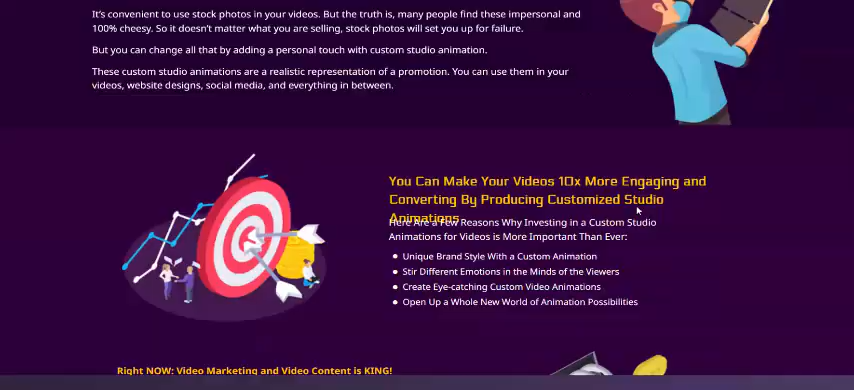 It's convenient to use stock photos in your videos. But the truth is, many people find these impersonal and
100% cheesy. So it doesn't matter what you are selling, stock photos will set you up for failure.
But you can change all that by adding a personal touch with custom studio animation.
These custom studio animations are a realistic representation of a promotion. You can use them in your
videos, website designs, social media, and everything in between.
You Can Make Your Videos 10x More Engaging and
Converting By Producing Customized Studio
Animations
Here Are a Few Reasons Why Investing in a Custom Studio
Animations for Videos is More Important Than Ever:
Unique Brand Style With a Custom Animation
Stir Different Emotions in the Minds of the Viewers
Create Eye-catching Custom Video Animations
Open Up a Whole New World of Animation Possibilities
Right NOW: Video Marketing and Video Content is KING!